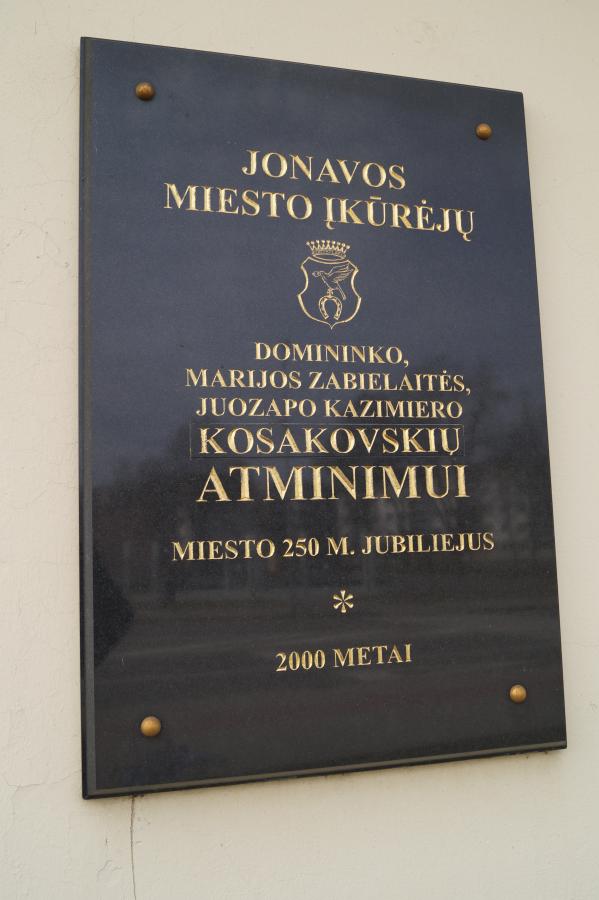 JONAVOS
MIESTO ĮKŪRĖJŲ
DOMININKO,
MARIJOS ZABIELAITĖS,
JUOZAPO KAZIMIERO
KOSAKOVSKIŲ
ATMINIMUI
MIESTO 250 M. JUBILIEJUS
*
2000 METAI